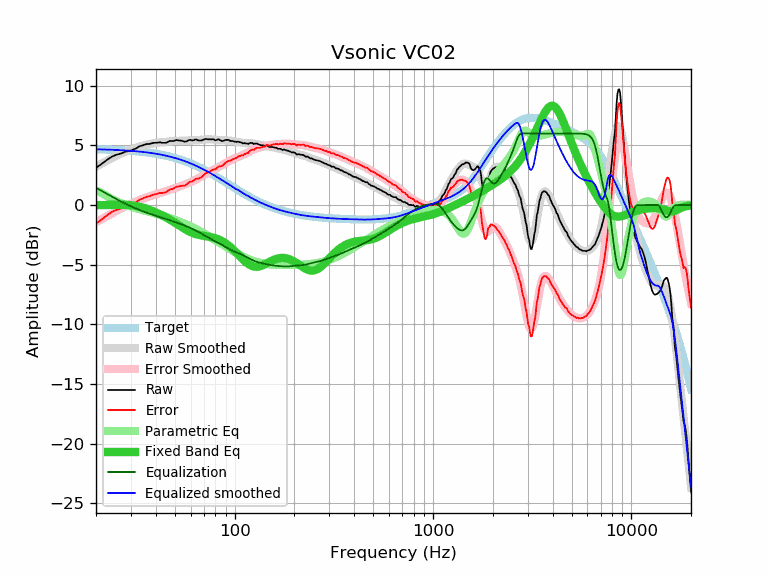 Vsonic VC02
10
5
0
−5
−10
−15
−20
−25
Amplitude (dBr)
Target
Raw Smoothed
Error Smoothed
Raw
Error
Parametric Eq
Fixed Band Eq
Equalization
Equalized smoothed
100 1000 10000
Frequency (Hz)